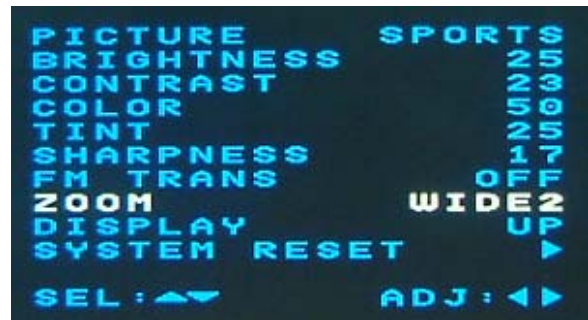 PICTURE SPORTS
BRIGHTNESS 25
CONTRAST 23
COLOR 50
TINT 25
SHARPNESS 17
FM TRANS OFF
ZOOM WIDE2
DISPLAY UP
SYSTEM RESET ▶
SEL:▲▼ ADJ:◀▶